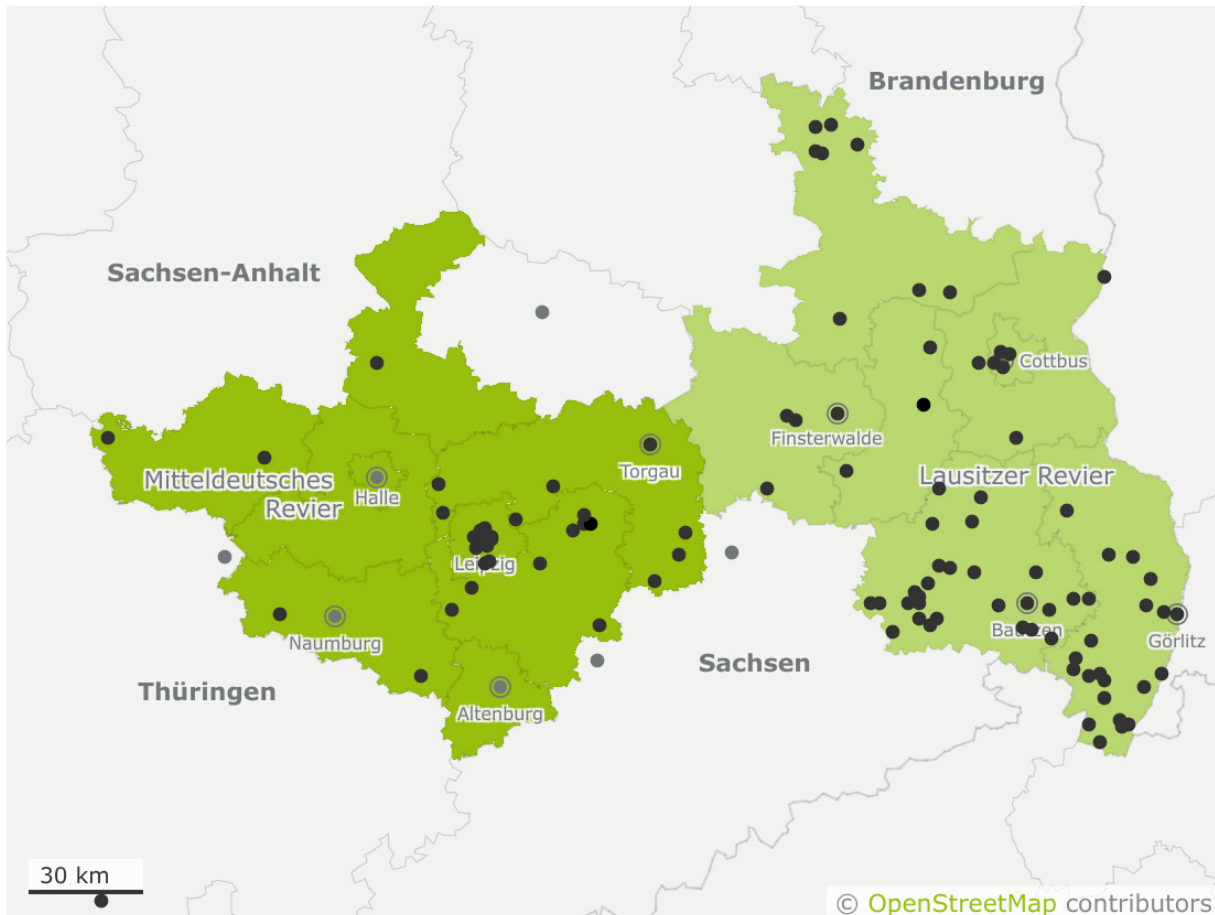 Brandenburg
Sachsen-Anhalt
Cottbus
Finsterwalde
Torgau
Lausitzer Revier
Mitteldeutsches
Revier
Halle
Leipzig
Bautzen
Görlitz
Naumburg
Sachsen
Thüringen
Altenburg
30 km
© OpenStreetMap contributors